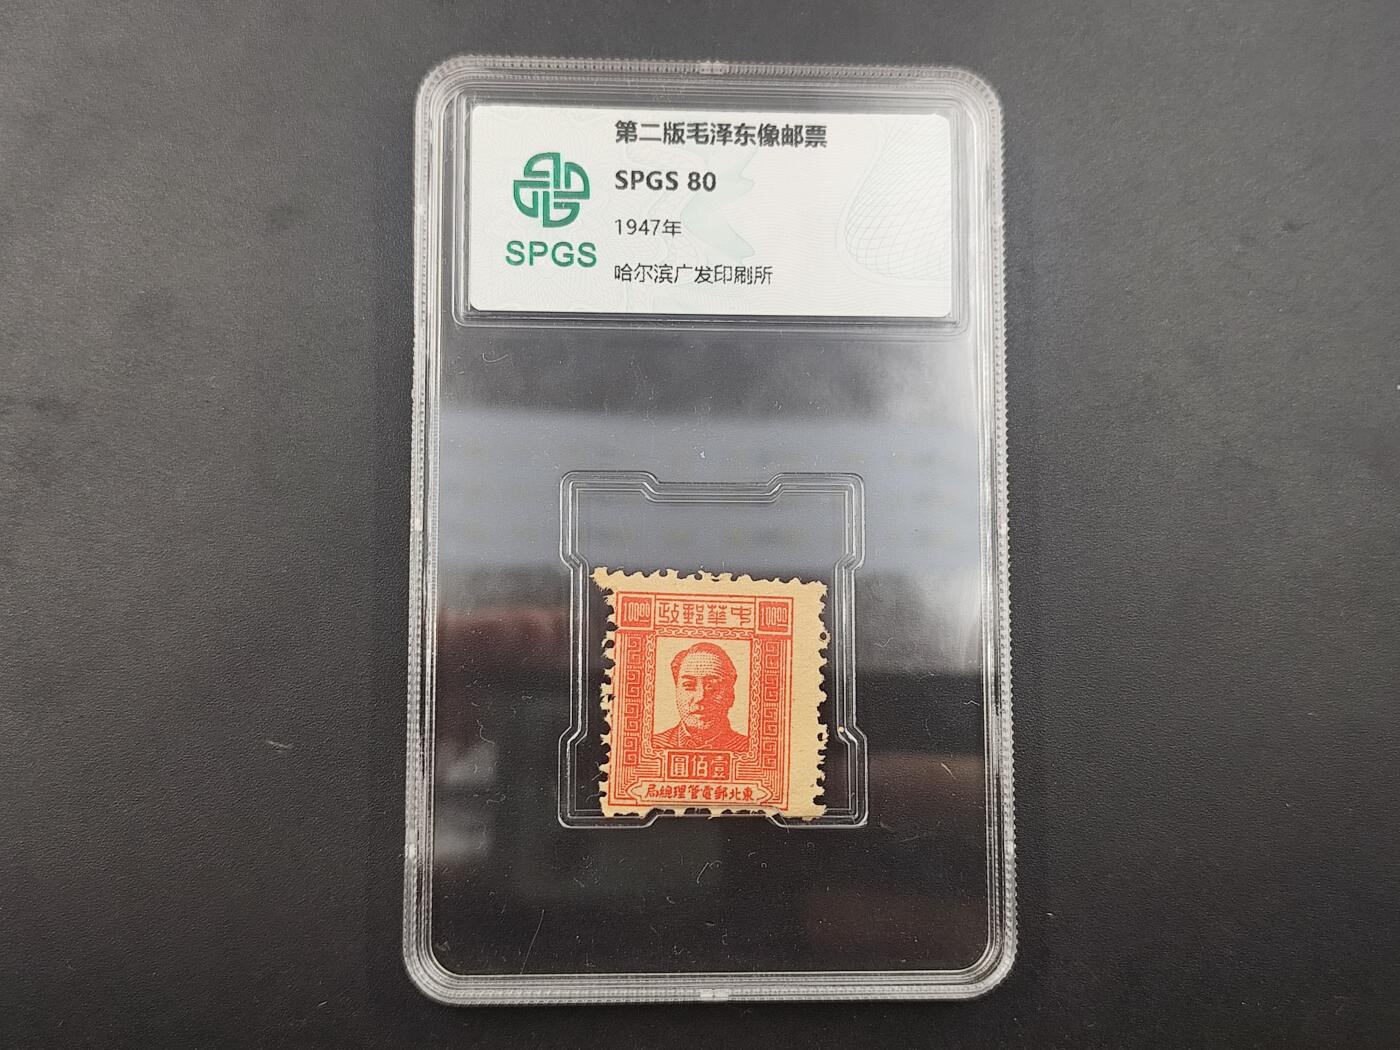 第二版毛泽东像邮票
SPGS 80
1947年
哈尔滨广发印刷所
SPGS
100.00 政郵華中 100.00
圓佰壹
局總理管電郵北東